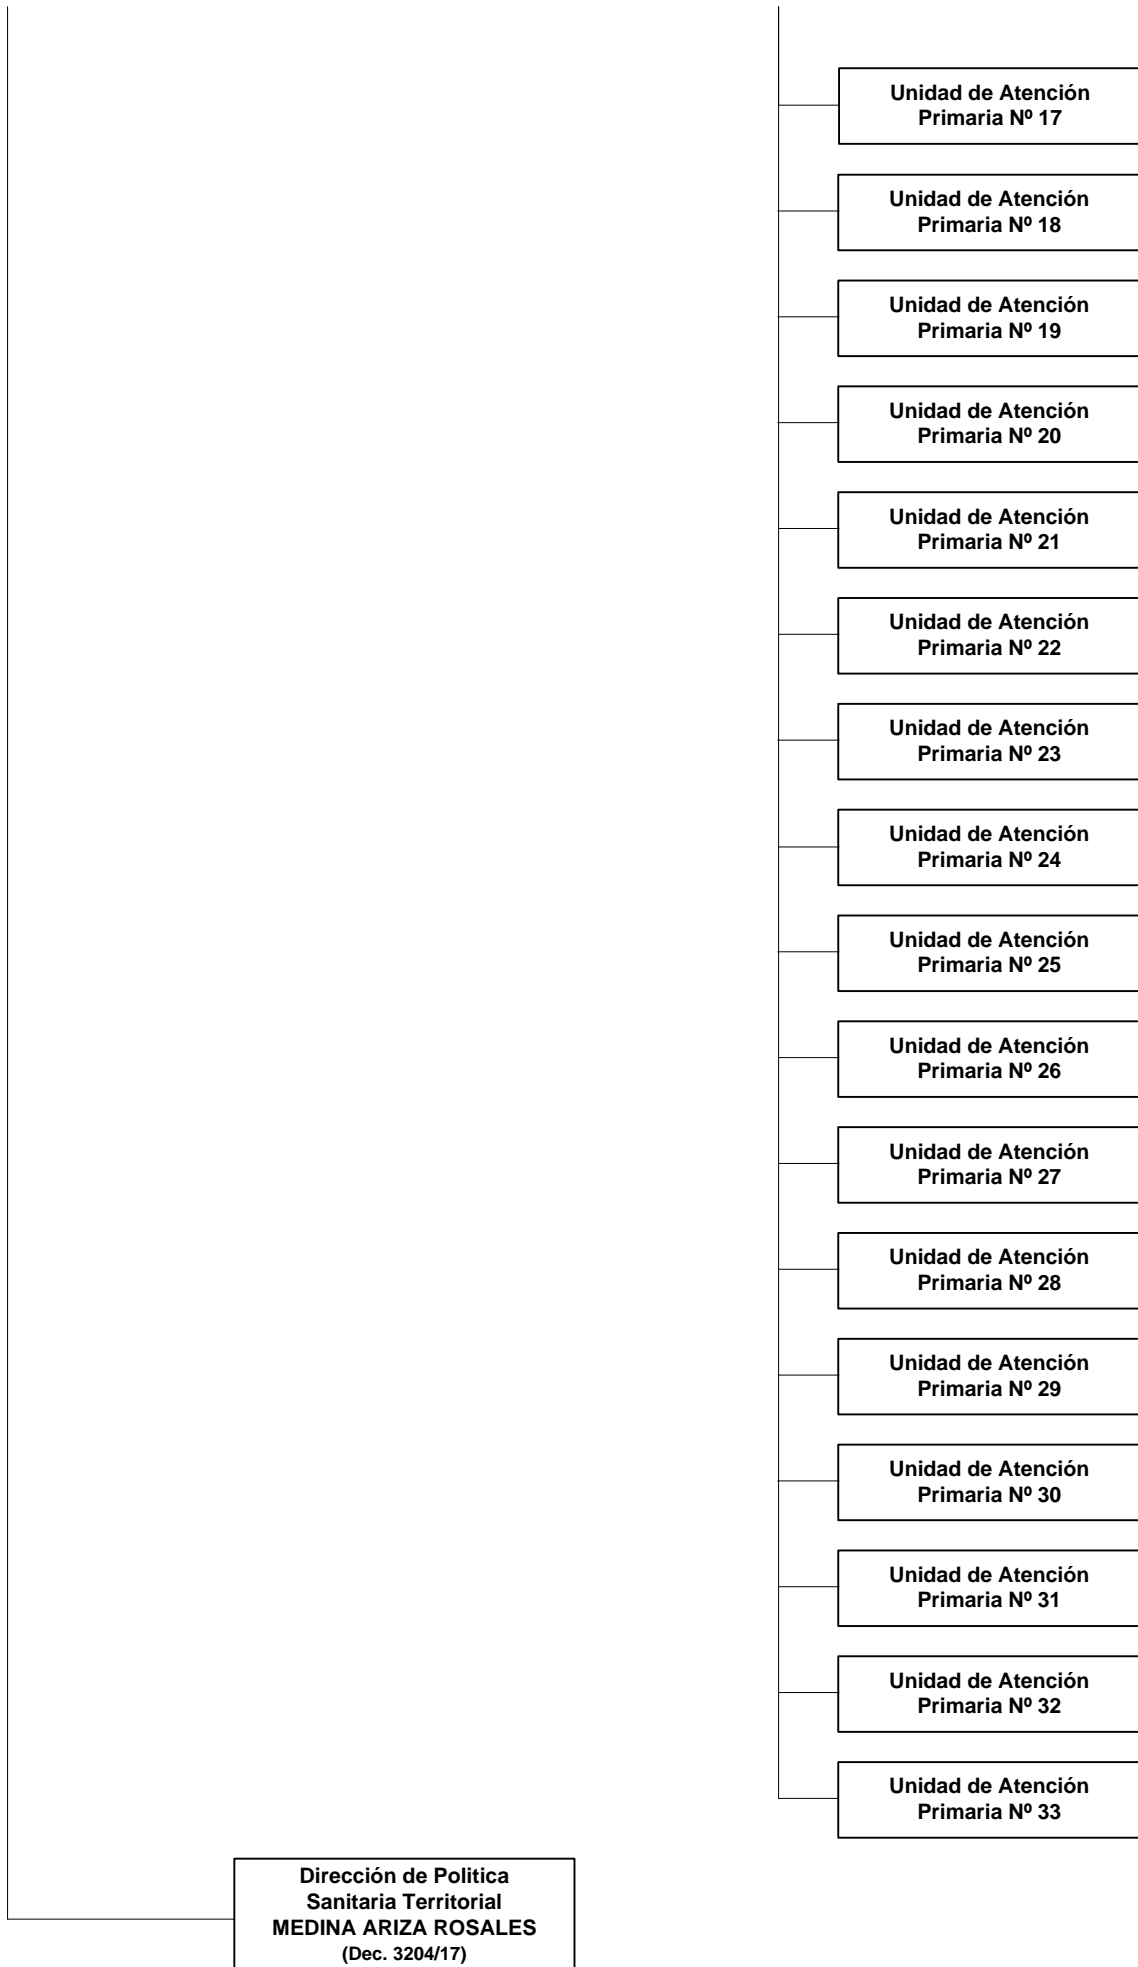 Unidad de Atención
Primaria Nº 17
Unidad de Atención
Primaria Nº 18
Unidad de Atención
Primaria Nº 19
Unidad de Atención
Primaria Nº 20
Unidad de Atención
Primaria Nº 21
Unidad de Atención
Primaria Nº 22
Unidad de Atención
Primaria Nº 23
Unidad de Atención
Primaria Nº 24
Unidad de Atención
Primaria Nº 25
Unidad de Atención
Primaria Nº 26
Unidad de Atención
Primaria Nº 27
Unidad de Atención
Primaria Nº 28
Unidad de Atención
Primaria Nº 29
Unidad de Atención
Primaria Nº 30
Unidad de Atención
Primaria Nº 31
Unidad de Atención
Primaria Nº 32
Unidad de Atención
Primaria Nº 33
Dirección de Politica
Sanitaria Territorial
MEDINA ARIZA ROSALES
(Dec. 3204/17)